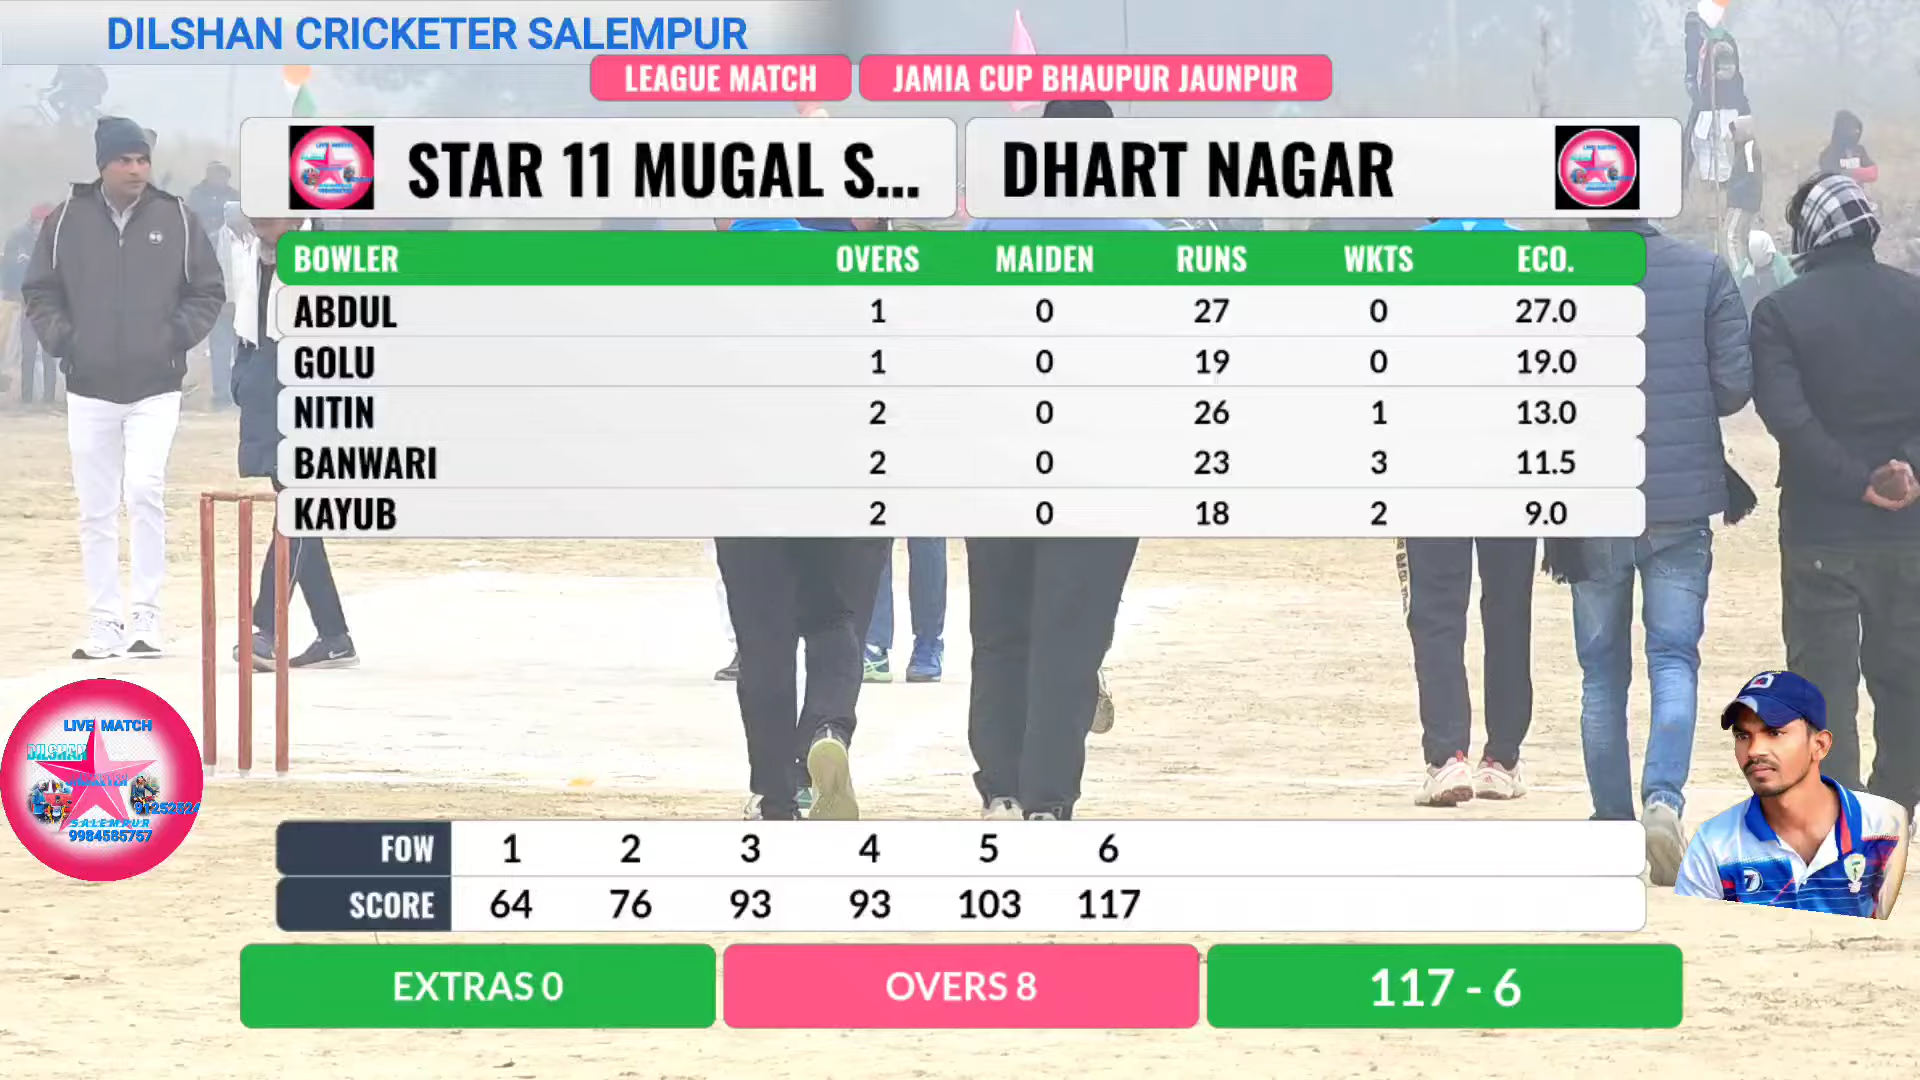 DILSHAN CRICKETER SALEMPUR
LEAGUE MATCH JAMIA CUP BHAUPUR JAUNPUR
STAR 11 MUGAL S... DHART NAGAR
BOWLER OVERS MAIDEN RUNS WKTS ECO.
ABDUL 1 0 27 0 27.0
GOLU 1 0 19 0 19.0
NITIN 2 0 26 1 13.0
BANWARI 2 0 23 3 11.5
KAYUB 2 0 18 2 9.0
LIVE MATCH
DILSHAN
CRICKETER
SALEMPUR
9984585757
FOW 1 2 3 4 5 6
SCORE 64 76 93 93 103 117
EXTRAS 0 OVERS 8 117 - 6